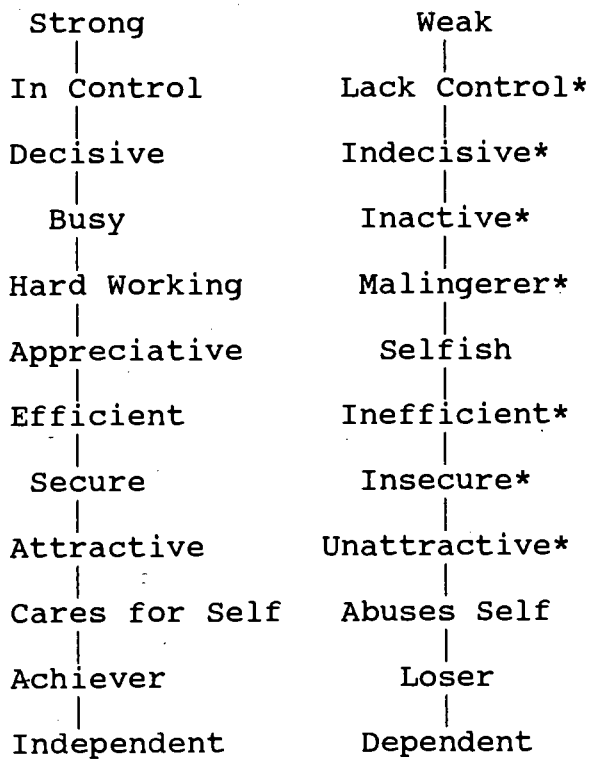 Strong Weak
In Control Lack Control*
Decisive Indecisive*
Busy Inactive*
Hard Working Malingerer*
Appreciative Selfish
Efficient Inefficient*
Secure Insecure*
Attractive Unattractive*
Cares for Self Abuses Self
Achiever Loser
Independent Dependent